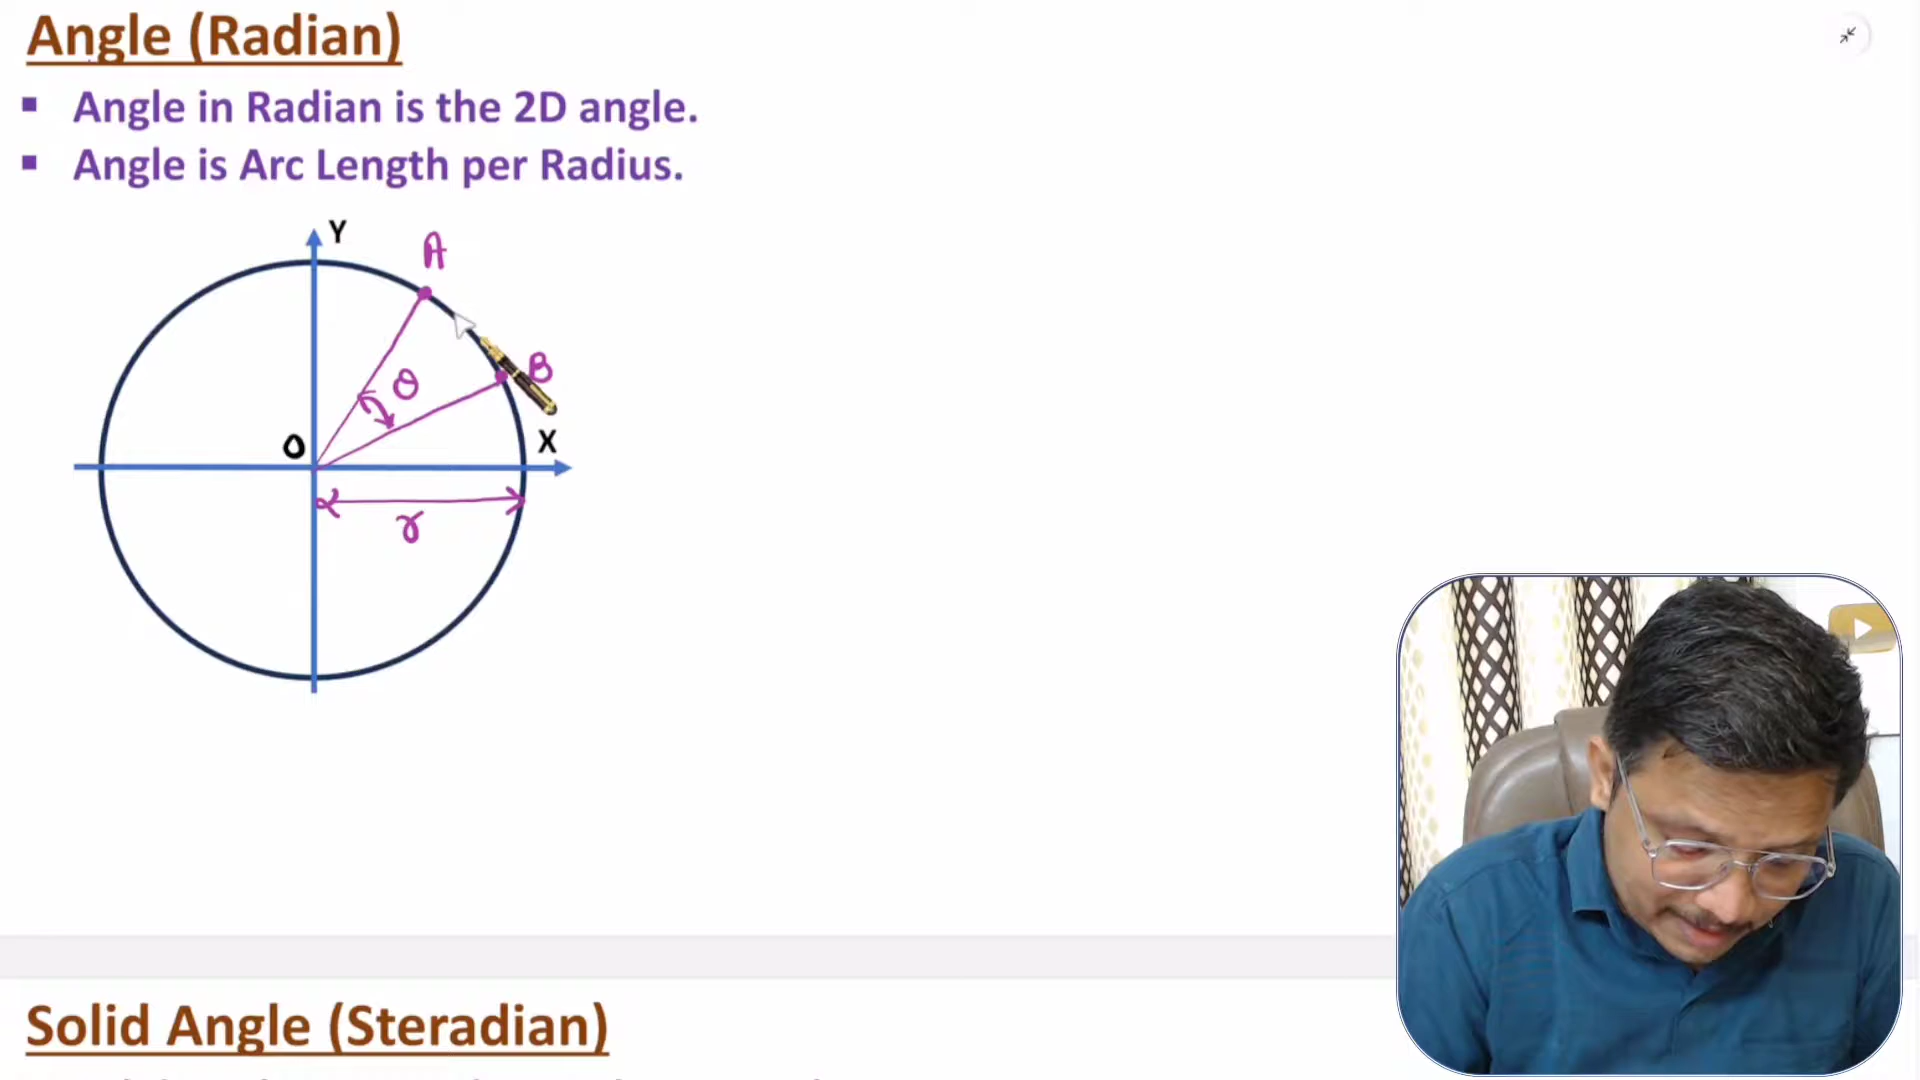 Angle (Radian)
▪ Angle in Radian is the 2D angle.
▪ Angle is Arc Length per Radius.
Y
A
B
θ
O
X
r
Solid Angle (Steradian)